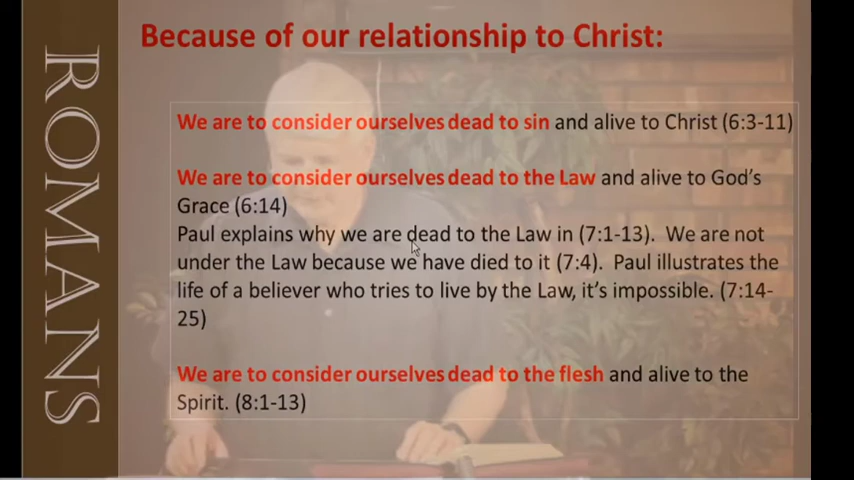 ROMANS
Because of our relationship to Christ:
We are to consider ourselves dead to sin and alive to Christ (6:3-11)
We are to consider ourselves dead to the Law and alive to God's
Grace (6:14)
Paul explains why we are dead to the Law in (7:1-13).  We are not
under the Law because we have died to it (7:4).  Paul illustrates the
life of a believer who tries to live by the Law, it's impossible. (7:14-
25)
We are to consider ourselves dead to the flesh and alive to the
Spirit. (8:1-13)